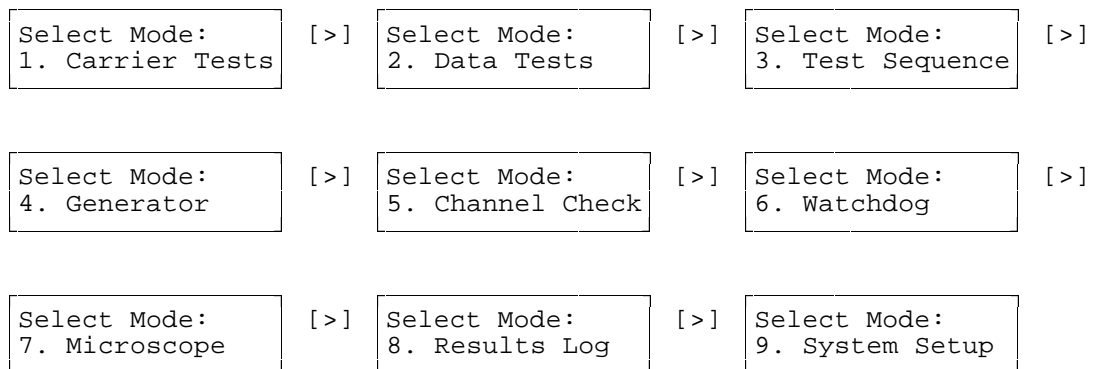 Select Mode: [>] Select Mode: [>] Select Mode: [>]
1. Carrier Tests 2. Data Tests 3. Test Sequence
Select Mode: [>] Select Mode: [>] Select Mode: [>]
4. Generator 5. Channel Check 6. Watchdog
Select Mode: [>] Select Mode: [>] Select Mode:
7. Microscope 8. Results Log 9. System Setup